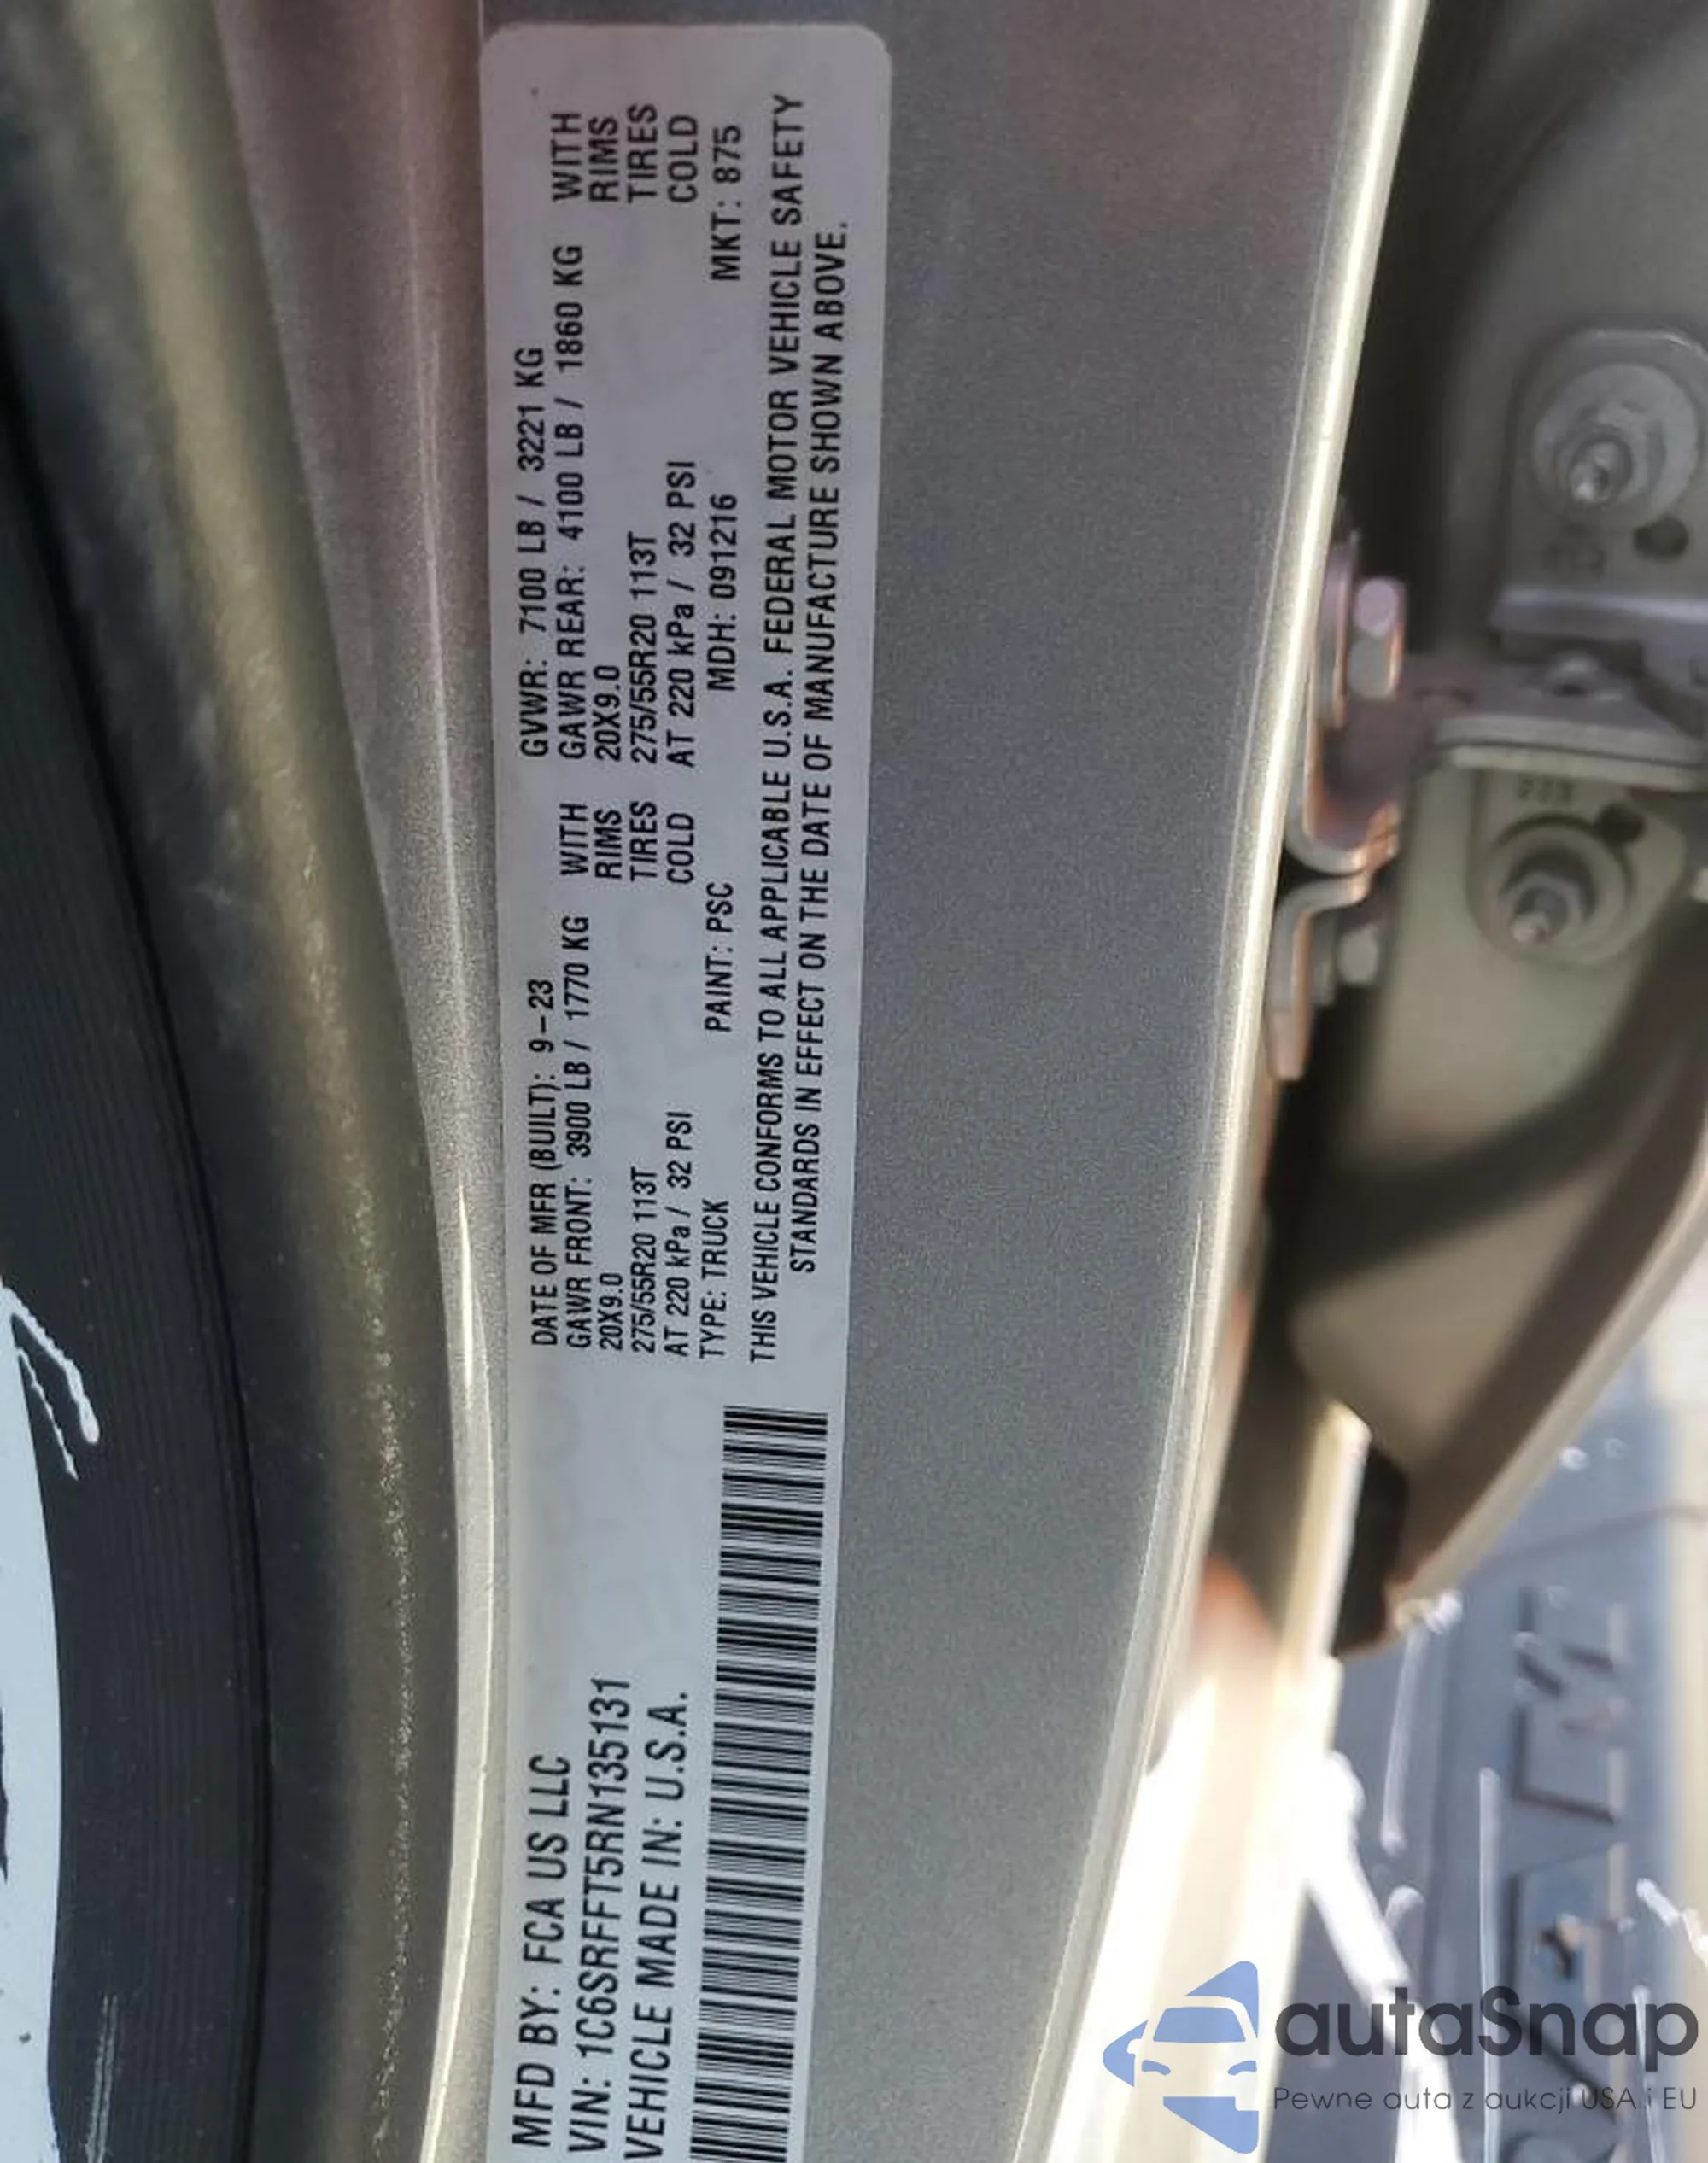 MFD BY: FCA US LLC
VIN: 1C6SRFFT5RN135131
VEHICLE MADE IN: U.S.A.
DATE OF MFR (BUILT): 9-23 GVWR: 7100 LB / 3221 KG
GAWR FRONT: 3900 LB / 1770 KG WITH GAWR REAR: 4100 LB / 1860 KG WITH
20X9.0 RIMS 20X9.0 RIMS
275/55R20 113T TIRES 275/55R20 113T TIRES
AT 220 kPa / 32 PSI COLD AT 220 kPa / 32 PSI COLD
TYPE: TRUCK PAINT: PSC MDH: 091216 MKT: 875
THIS VEHICLE CONFORMS TO ALL APPLICABLE U.S.A. FEDERAL MOTOR VEHICLE SAFETY
STANDARDS IN EFFECT ON THE DATE OF MANUFACTURE SHOWN ABOVE.
autaSnap
Pewne auta z aukcji USA i EU